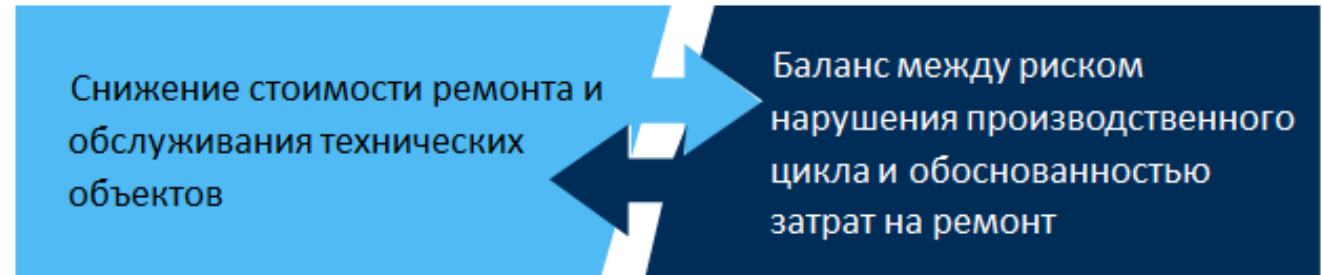 Снижение стоимости ремонта и
обслуживания технических
объектов
Баланс между риском
нарушения производственного
цикла и обоснованностью
затрат на ремонт